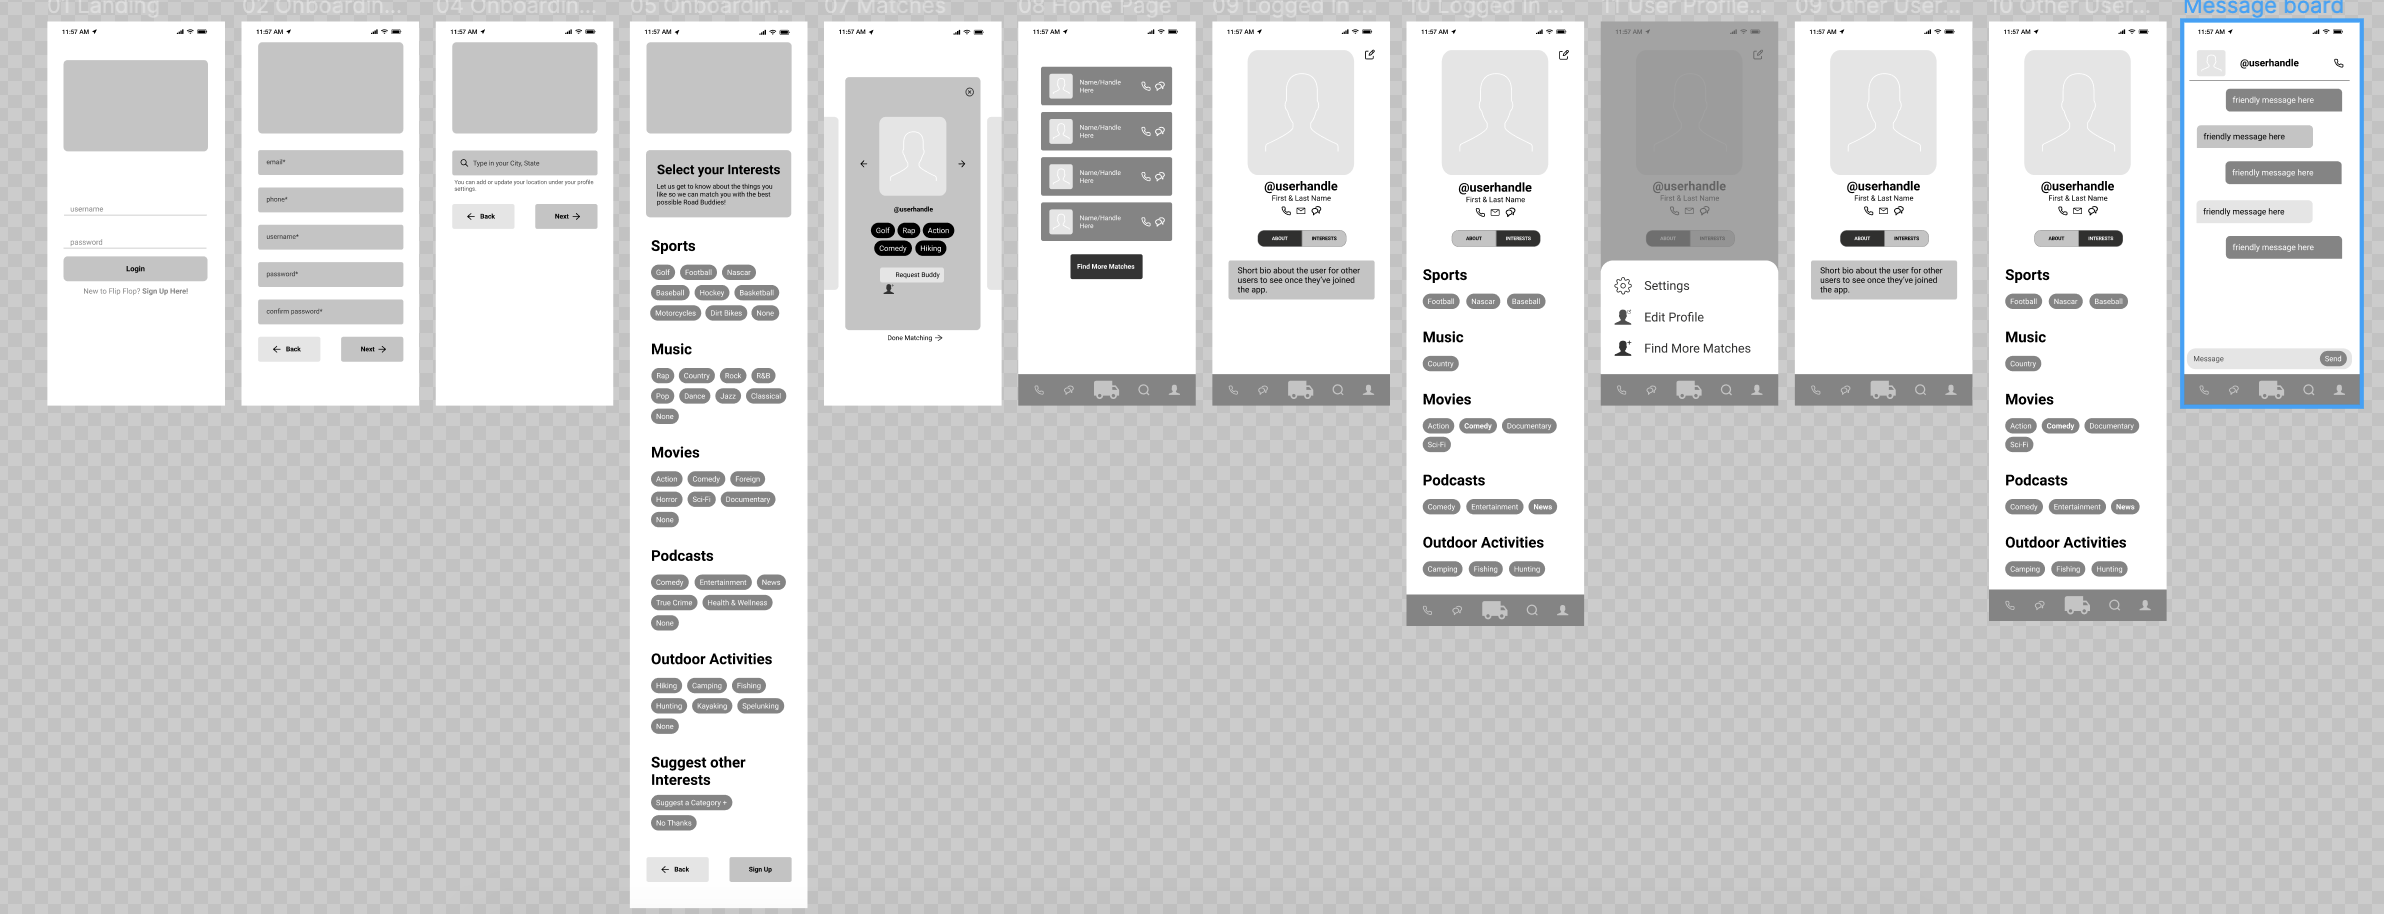 01 Landing
11:57 AM
username
password
Login
New to Flip Flop? Sign Up Here!
02 Onboardin...
11:57 AM
email*
phone*
username*
password*
confirm password*
Back
Next
04 Onboardin...
11:57 AM
Type in your City, State
You can add or update your location under your profile
settings.
Back
Next
05 Onboardin...
11:57 AM
Select your Interests
Let us get to know about the things you
like so we can match you with the best
possible Road Buddies!
Sports
Golf Football Nascar
Baseball Hockey Basketball
Motorcycles Dirt Bikes None
Music
Rap Country Rock R&B
Pop Dance Jazz Classical
None
Movies
Action Comedy Foreign
Horror Sci-Fi Documentary
None
Podcasts
Comedy Entertainment News
True Crime Health & Wellness
None
Outdoor Activities
Hiking Camping Fishing
Hunting Kayaking Spelunking
None
Suggest other
Interests
Suggest a Category +
No Thanks
Back
Sign Up
07 Matches
11:57 AM
@userhandle
Golf Rap Action
Comedy Hiking
Request Buddy
Done Matching
08 Home Page
11:57 AM
Name/Handle
Here
Name/Handle
Here
Name/Handle
Here
Name/Handle
Here
Find More Matches
09 Logged In ...
11:57 AM
@userhandle
First & Last Name
ABOUT INTERESTS
Short bio about the user for other
users to see once they've joined
the app.
10 Logged In ...
11:57 AM
@userhandle
First & Last Name
ABOUT INTERESTS
Sports
Football Nascar Baseball
Music
Country
Movies
Action Comedy Documentary
Sci-Fi
Podcasts
Comedy Entertainment News
Outdoor Activities
Camping Fishing Hunting
11 User Profile...
11:57 AM
@userhandle
First & Last Name
ABOUT INTERESTS
Settings
Edit Profile
Find More Matches
09 Other User...
11:57 AM
@userhandle
First & Last Name
ABOUT INTERESTS
Short bio about the user for other
users to see once they've joined
the app.
10 Other User...
11:57 AM
@userhandle
First & Last Name
ABOUT INTERESTS
Sports
Football Nascar Baseball
Music
Country
Movies
Action Comedy Documentary
Sci-Fi
Podcasts
Comedy Entertainment News
Outdoor Activities
Camping Fishing Hunting
Message board
11:57 AM
@userhandle
friendly message here
friendly message here
friendly message here
friendly message here
friendly message here
Message
Send